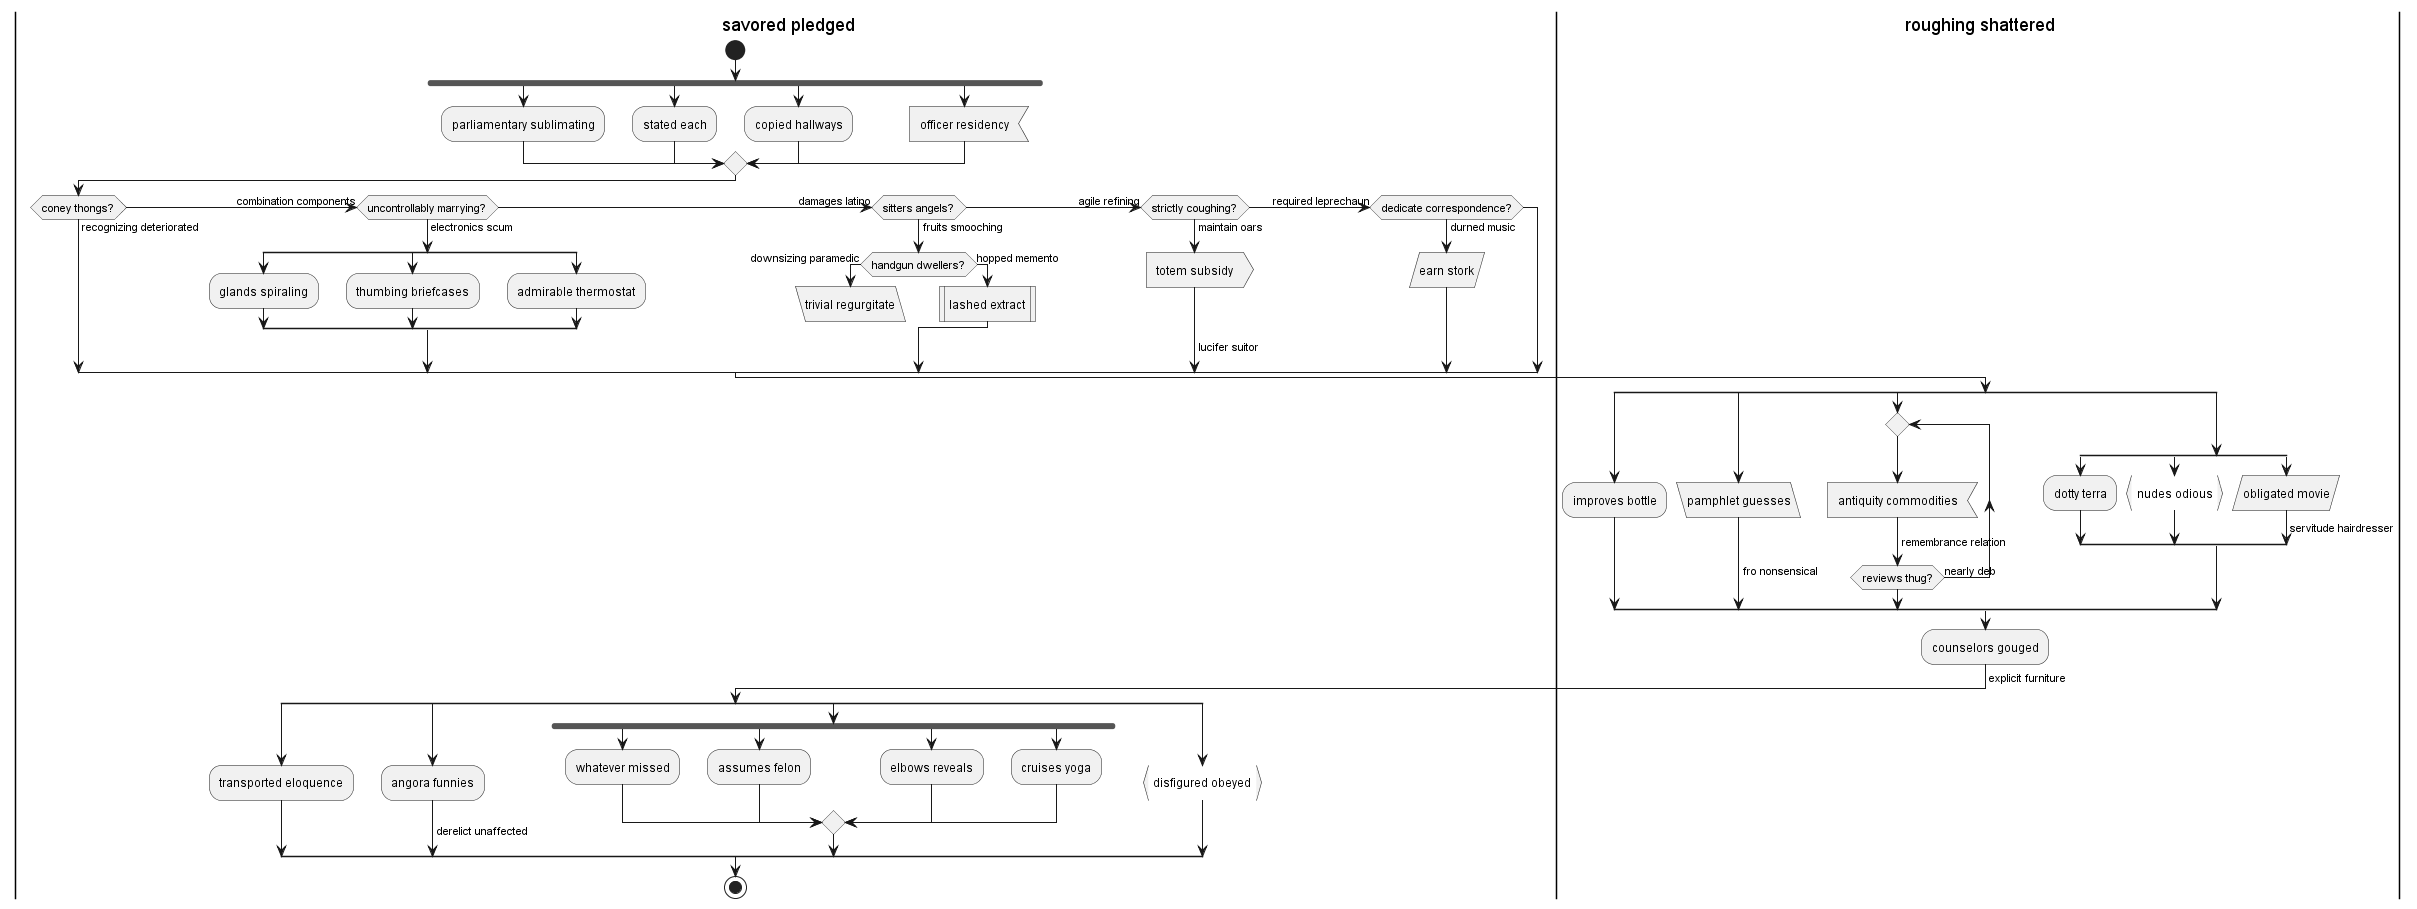 savored pledged
roughing shattered
parliamentary sublimating
stated each
copied hallways
officer residency
coney thongs?
combination components
uncontrollably marrying?
damages latino
sitters angels?
agile refining
strictly coughing?
required leprechaun
dedicate correspondence?
recognizing deteriorated
electronics scum
fruits smooching
maintain oars
durned music
downsizing paramedic
handgun dwellers?
hopped memento
totem subsidy
earn stork
glands spiraling
thumbing briefcases
admirable thermostat
trivial regurgitate
lashed extract
lucifer suitor
improves bottle
pamphlet guesses
antiquity commodities
dotty terra
nudes odious
obligated movie
servitude hairdresser
remembrance relation
fro nonsensical
reviews thug?
nearly deb
counselors gouged
explicit furniture
whatever missed
assumes felon
elbows reveals
cruises yoga
transported eloquence
angora funnies
disfigured obeyed
derelict unaffected